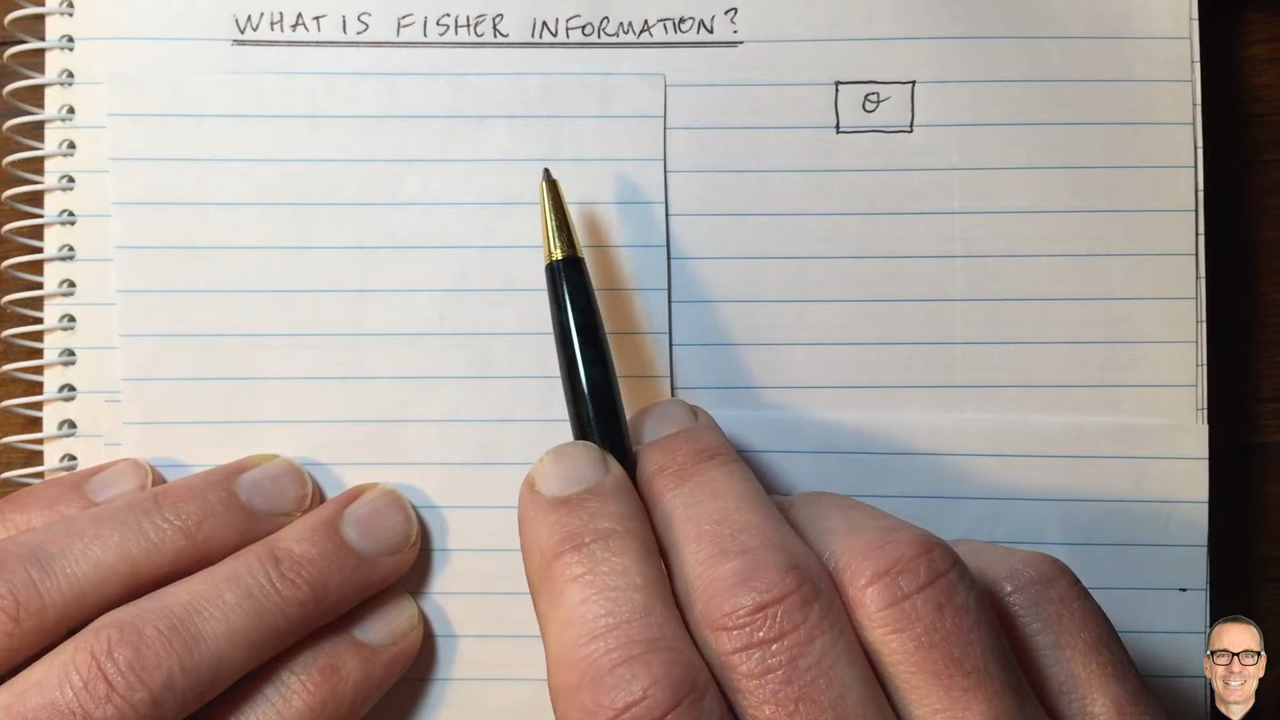 WHAT IS FISHER INFORMATION?
θ